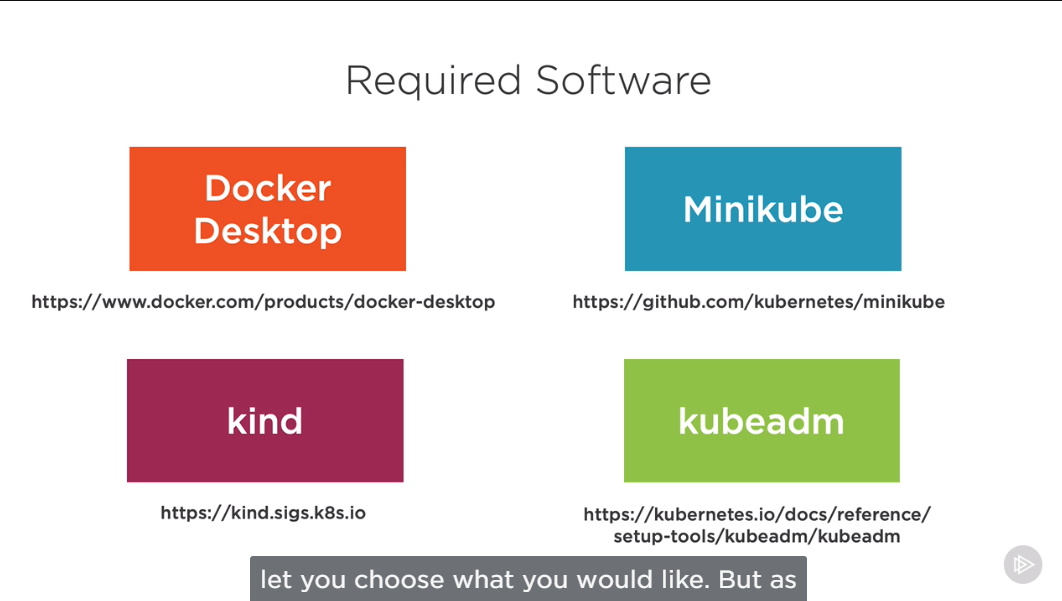 Required Software
Docker
Desktop
Minikube
https://www.docker.com/products/docker-desktop
https://github.com/kubernetes/minikube
kind
kubeadm
https://kind.sigs.k8s.io
https://kubernetes.io/docs/reference/
setup-tools/kubeadm/kubeadm
let you choose what you would like. But as